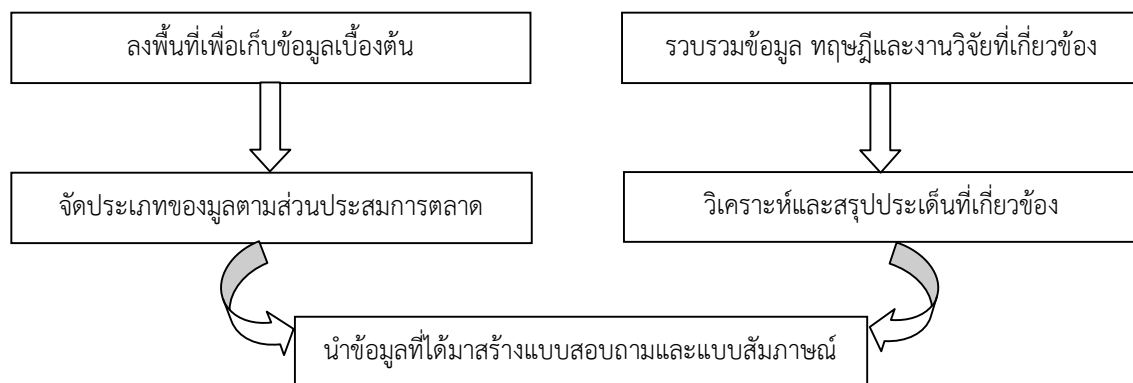 ลงพื้นที่เพื่อเก็บข้อมูลเบื้องต้น
รวบรวมข้อมูล ทฤษฎีและงานวิจัยที่เกี่ยวข้อง
จัดประเภทของมูลตามส่วนประสมการตลาด
วิเคราะห์และสรุปประเด็นที่เกี่ยวข้อง
นำข้อมูลที่ได้มาสร้างแบบสอบถามและแบบสัมภาษณ์